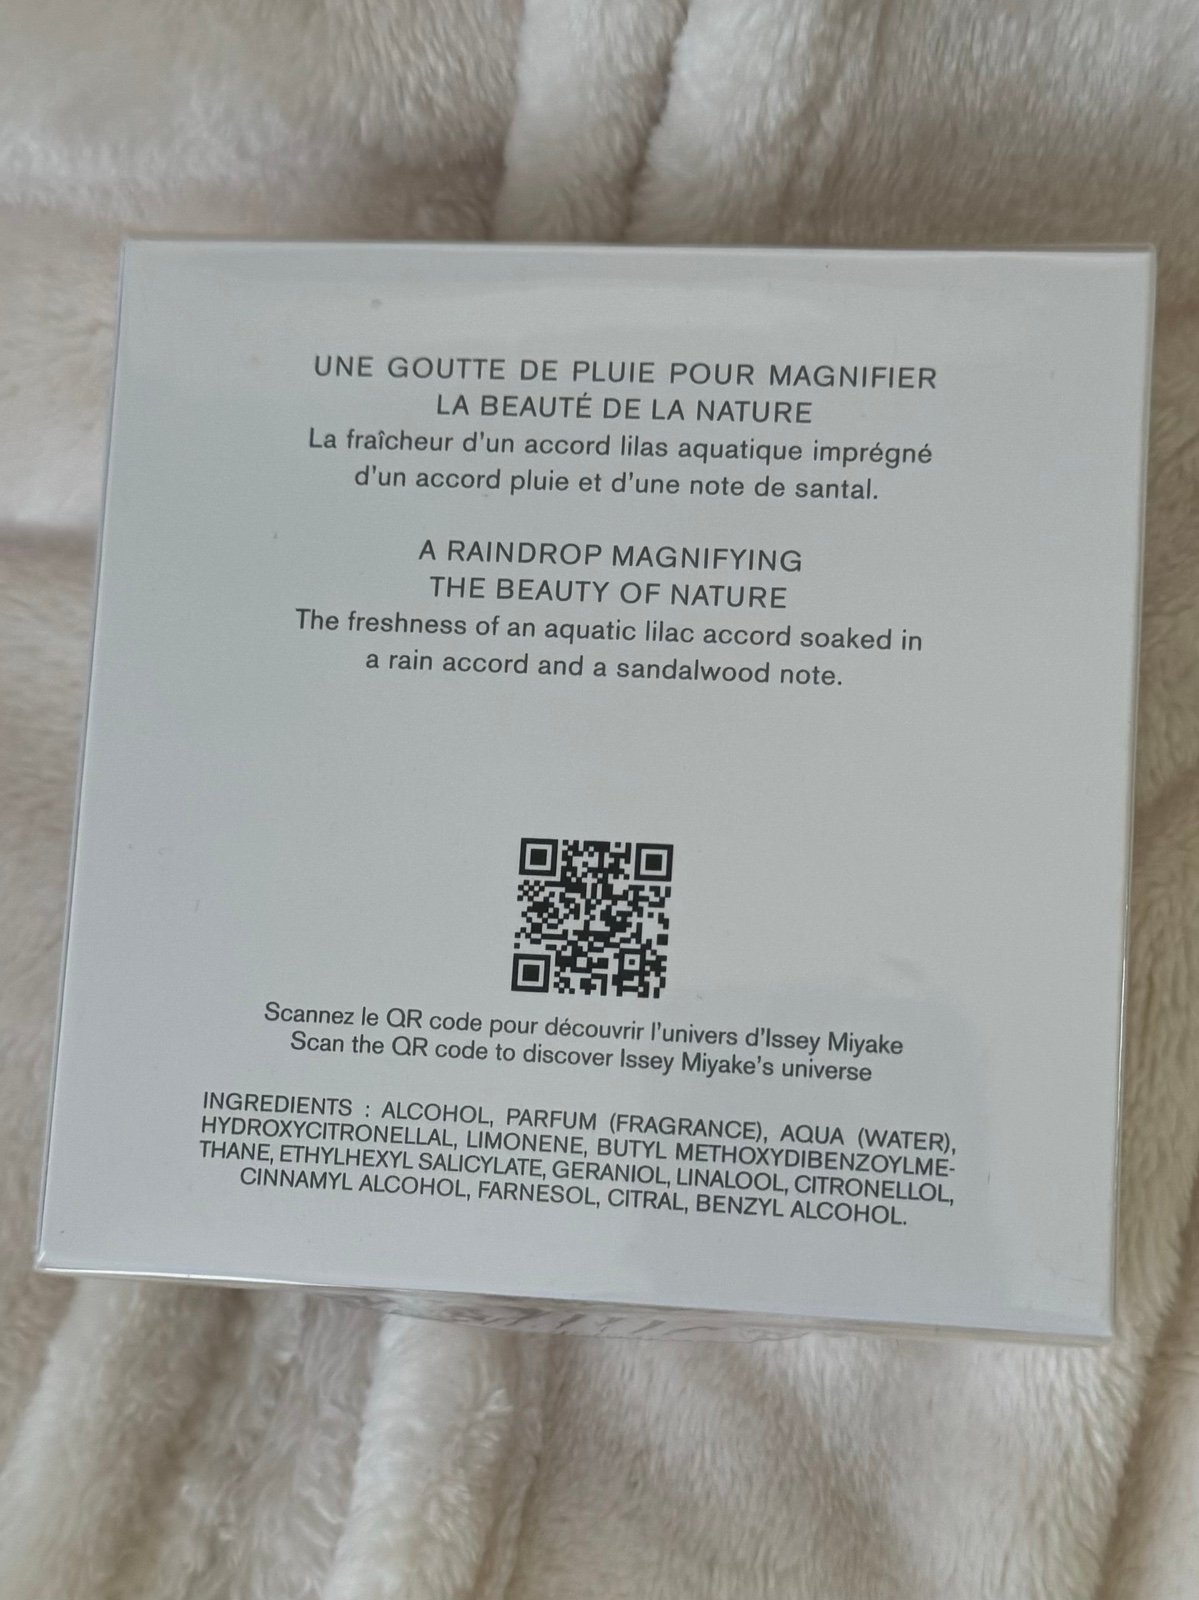 UNE GOUTTE DE PLUIE POUR MAGNIFIER
LA BEAUTÉ DE LA NATURE
La fraîcheur d'un accord lilas aquatique imprégné
d'un accord pluie et d'une note de santal.
A RAINDROP MAGNIFYING
THE BEAUTY OF NATURE
The freshness of an aquatic lilac accord soaked in
a rain accord and a sandalwood note.
Scannez le QR code pour découvrir l'univers d'Issey Miyake
Scan the QR code to discover Issey Miyake's universe
INGREDIENTS : ALCOHOL, PARFUM (FRAGRANCE), AQUA (WATER),
HYDROXYCITRONELLAL, LIMONENE, BUTYL METHOXYDIBENZOYLME-
THANE, ETHYLHEXYL SALICYLATE, GERANIOL, LINALOOL, CITRONELLOL,
CINNAMYL ALCOHOL, FARNESOL, CITRAL, BENZYL ALCOHOL.